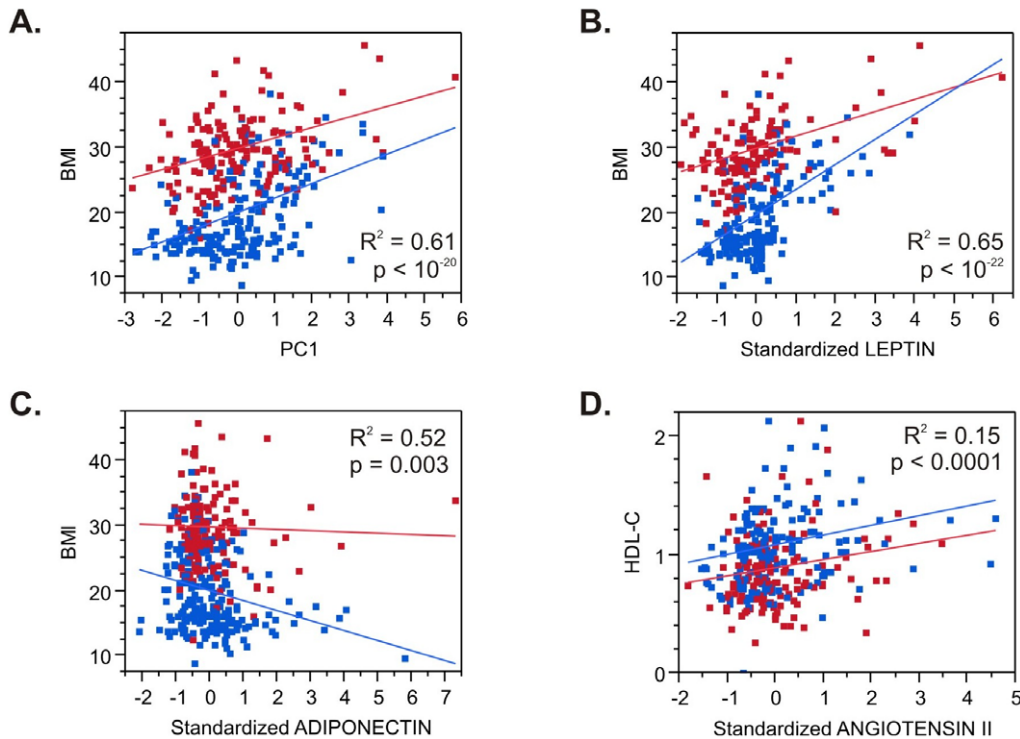 A.
40
30
20
10
BMI
R² = 0.61
p < 10⁻²⁰
-3 -2 -1 0 1 2 3 4 5 6
PC1
B.
40
30
20
10
BMI
R² = 0.65
p < 10⁻²²
-2 -1 0 1 2 3 4 5 6
Standardized LEPTIN
C.
40
30
20
10
BMI
R² = 0.52
p = 0.003
-2 -1 0 1 2 3 4 5 6 7
Standardized ADIPONECTIN
D.
2
1
0
HDL-C
R² = 0.15
p < 0.0001
-2 -1 0 1 2 3 4 5
Standardized ANGIOTENSIN II